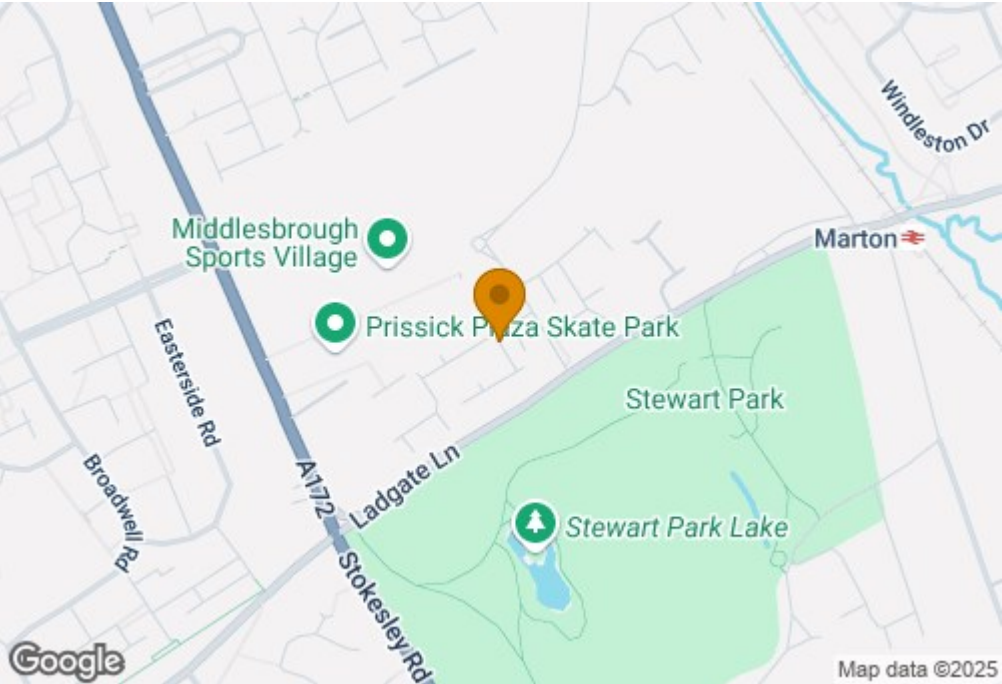 Windleston Dr
Middlesbrough
Sports Village
Marton
Prissick Plaza Skate Park
Easterside Rd
Stewart Park
Broadwell Rd
A172
Ladgate Ln
Stewart Park Lake
Stokesley Rd
Google
Map data ©2025